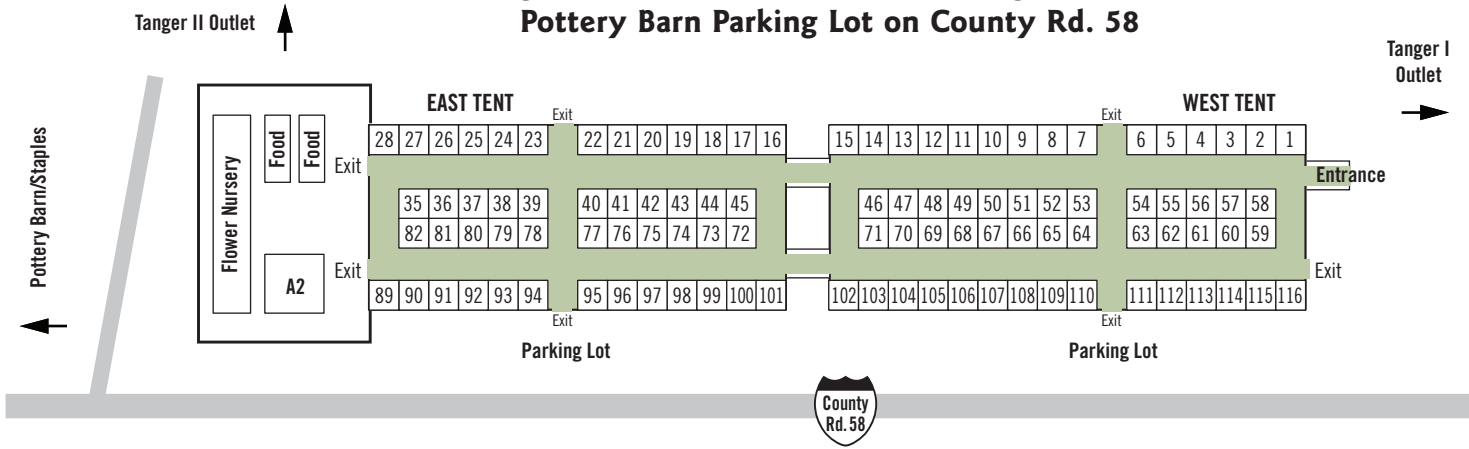 Pottery Barn Parking Lot on County Rd. 58
Tanger II Outlet
Tanger I
Outlet
EAST TENT
WEST TENT
Exit
Exit
28 27 26 25 24 23 22 21 20 19 18 17 16 15 14 13 12 11 10 9 8 7 6 5 4 3 2 1
Food
Food
Exit
Entrance
Pottery Barn/Staples
Flower Nursery
35 36 37 38 39 40 41 42 43 44 45 46 47 48 49 50 51 52 53 54 55 56 57 58
82 81 80 79 78 77 76 75 74 73 72 71 70 69 68 67 66 65 64 63 62 61 60 59
Exit
Exit
A2
89 90 91 92 93 94 95 96 97 98 99 100 101 102 103 104 105 106 107 108 109 110 111 112 113 114 115 116
Exit
Exit
Parking Lot
Parking Lot
County
Rd. 58